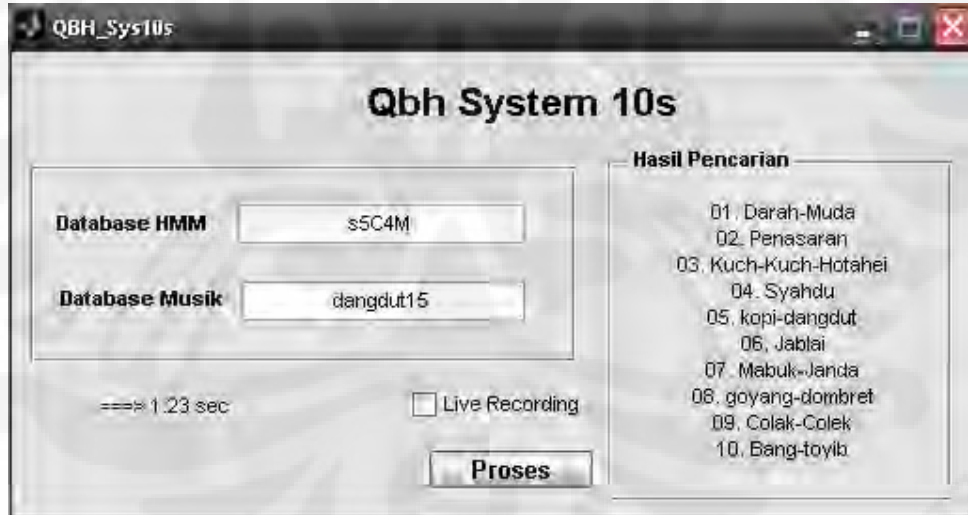 QBH_Sys10s
Qbh System 10s
Database HMM s5C4M
Database Musik dangdut15
===> 1.23 sec
Live Recording
Proses
Hasil Pencarian
01. Darah-Muda
02. Penasaran
03. Kuch-Kuch-Hotahei
04. Syahdu
05. kopi-dangdut
06. Jablai
07. Mabuk-Janda
08. goyang-dombret
09. Colak-Colek
10. Bang-toyib